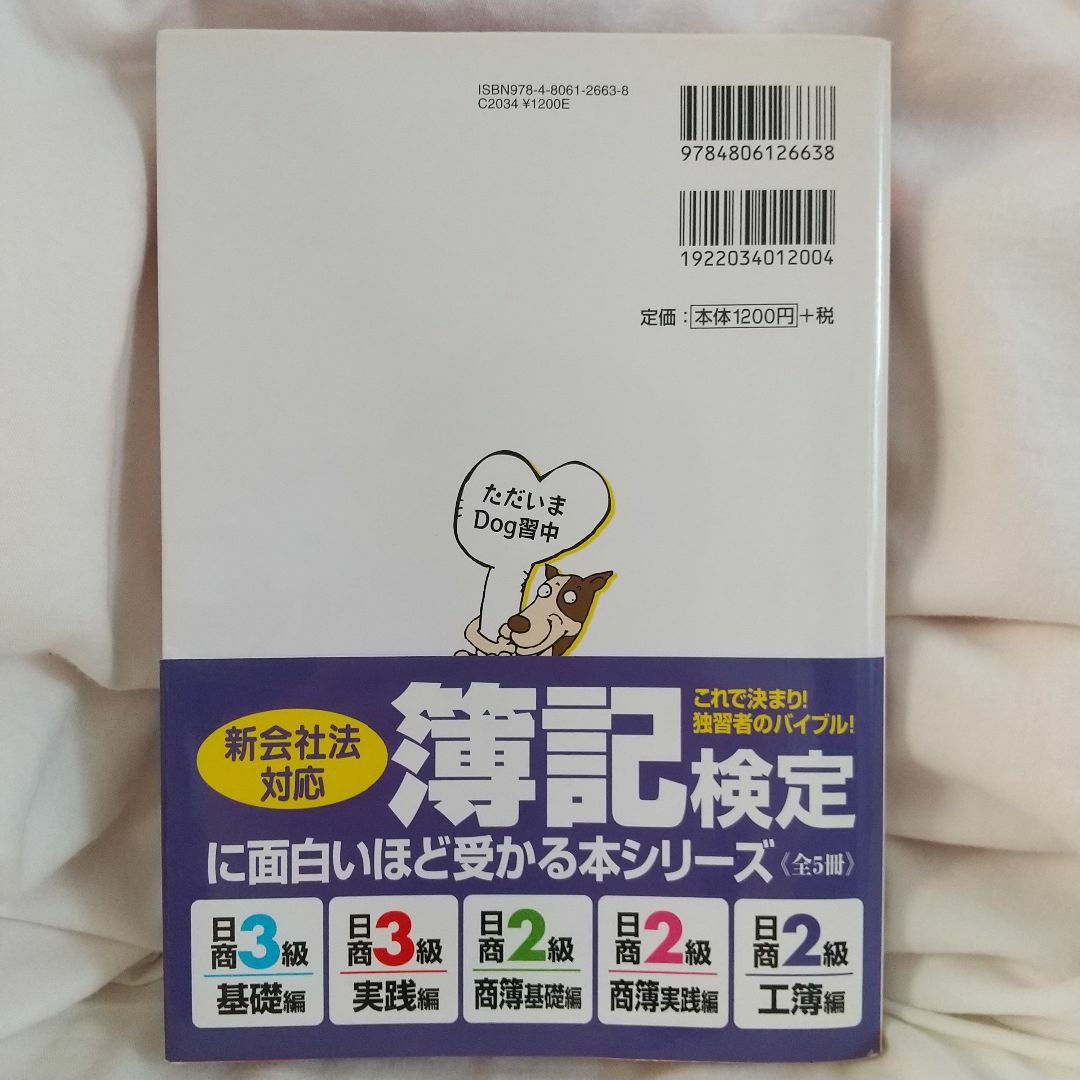 ISBN978-4-8061-2663-8
C2034 ¥1200E
9784806126638
1922034012004
定価：本体1200円+税
ただいま
Dog習中
新会社法
対応
これで決まり！
独習者のバイブル！
簿記検定
に面白いほど受かる本シリーズ《全5冊》
日商3級
基礎編
日商3級
実践編
日商2級
商簿基礎編
日商2級
商簿実践編
日商2級
工簿編